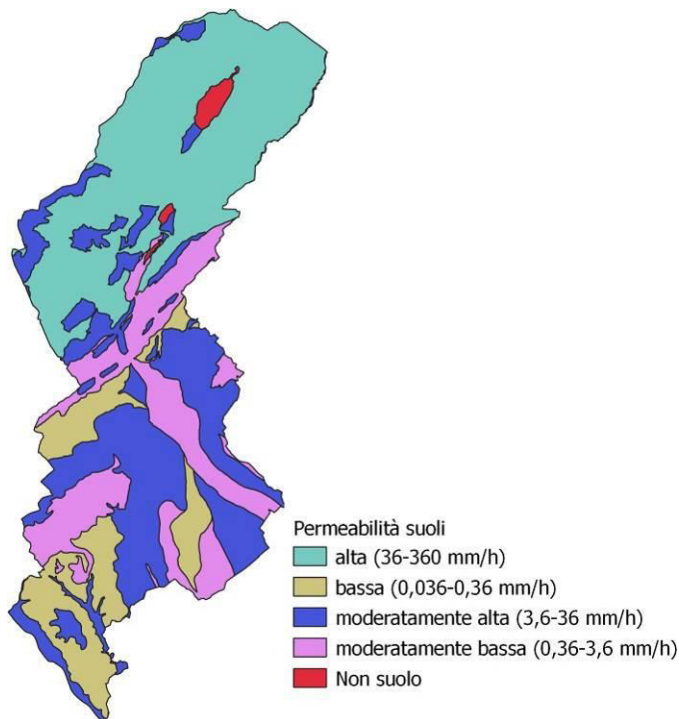 Permeabilità suoli
alta (36-360 mm/h)
bassa (0,036-0,36 mm/h)
moderatamente alta (3,6-36 mm/h)
moderatamente bassa (0,36-3,6 mm/h)
Non suolo